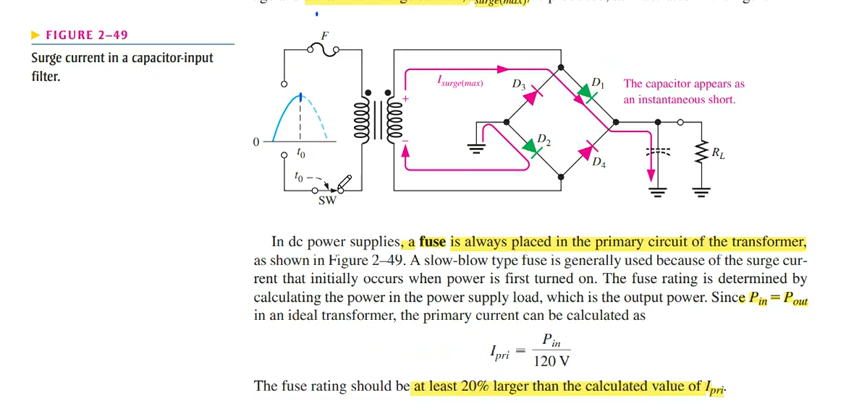 surge(max)
FIGURE 2–49
Surge current in a capacitor-input
filter.
F
I surge(max)
D3
D1
The capacitor appears as
an instantaneous short.
+
0
t0
–
D2
D4
RL
t0
SW
In dc power supplies, a fuse is always placed in the primary circuit of the transformer,
as shown in Figure 2–49. A slow-blow type fuse is generally used because of the surge cur-
rent that initially occurs when power is first turned on. The fuse rating is determined by
calculating the power in the power supply load, which is the output power. Since Pin = Pout
in an ideal transformer, the primary current can be calculated as
Ipri = Pin / 120 V
The fuse rating should be at least 20% larger than the calculated value of Ipri.